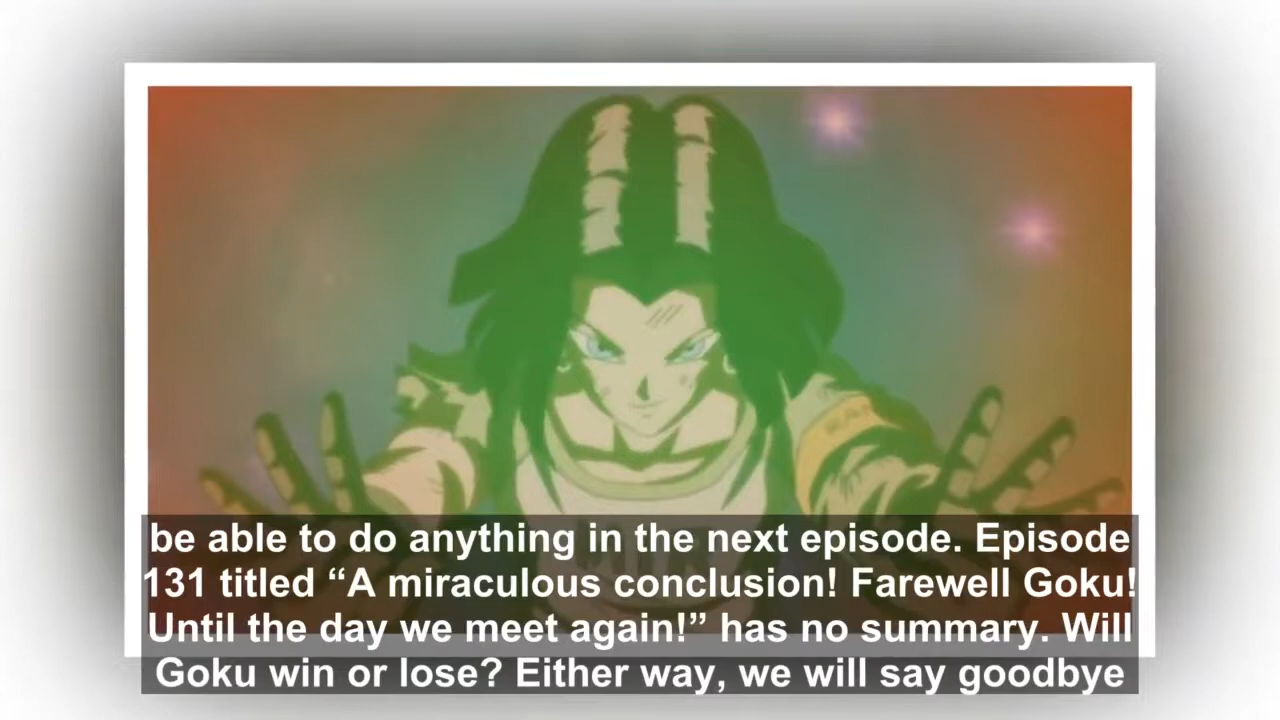 be able to do anything in the next episode. Episode
131 titled “A miraculous conclusion! Farewell Goku!
Until the day we meet again!” has no summary. Will
Goku win or lose? Either way, we will say goodbye